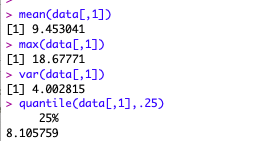 > mean(data[,1])
[1] 9.453041
> max(data[,1])
[1] 18.67771
> var(data[,1])
[1] 4.002815
> quantile(data[,1],.25)
     25%
8.105759